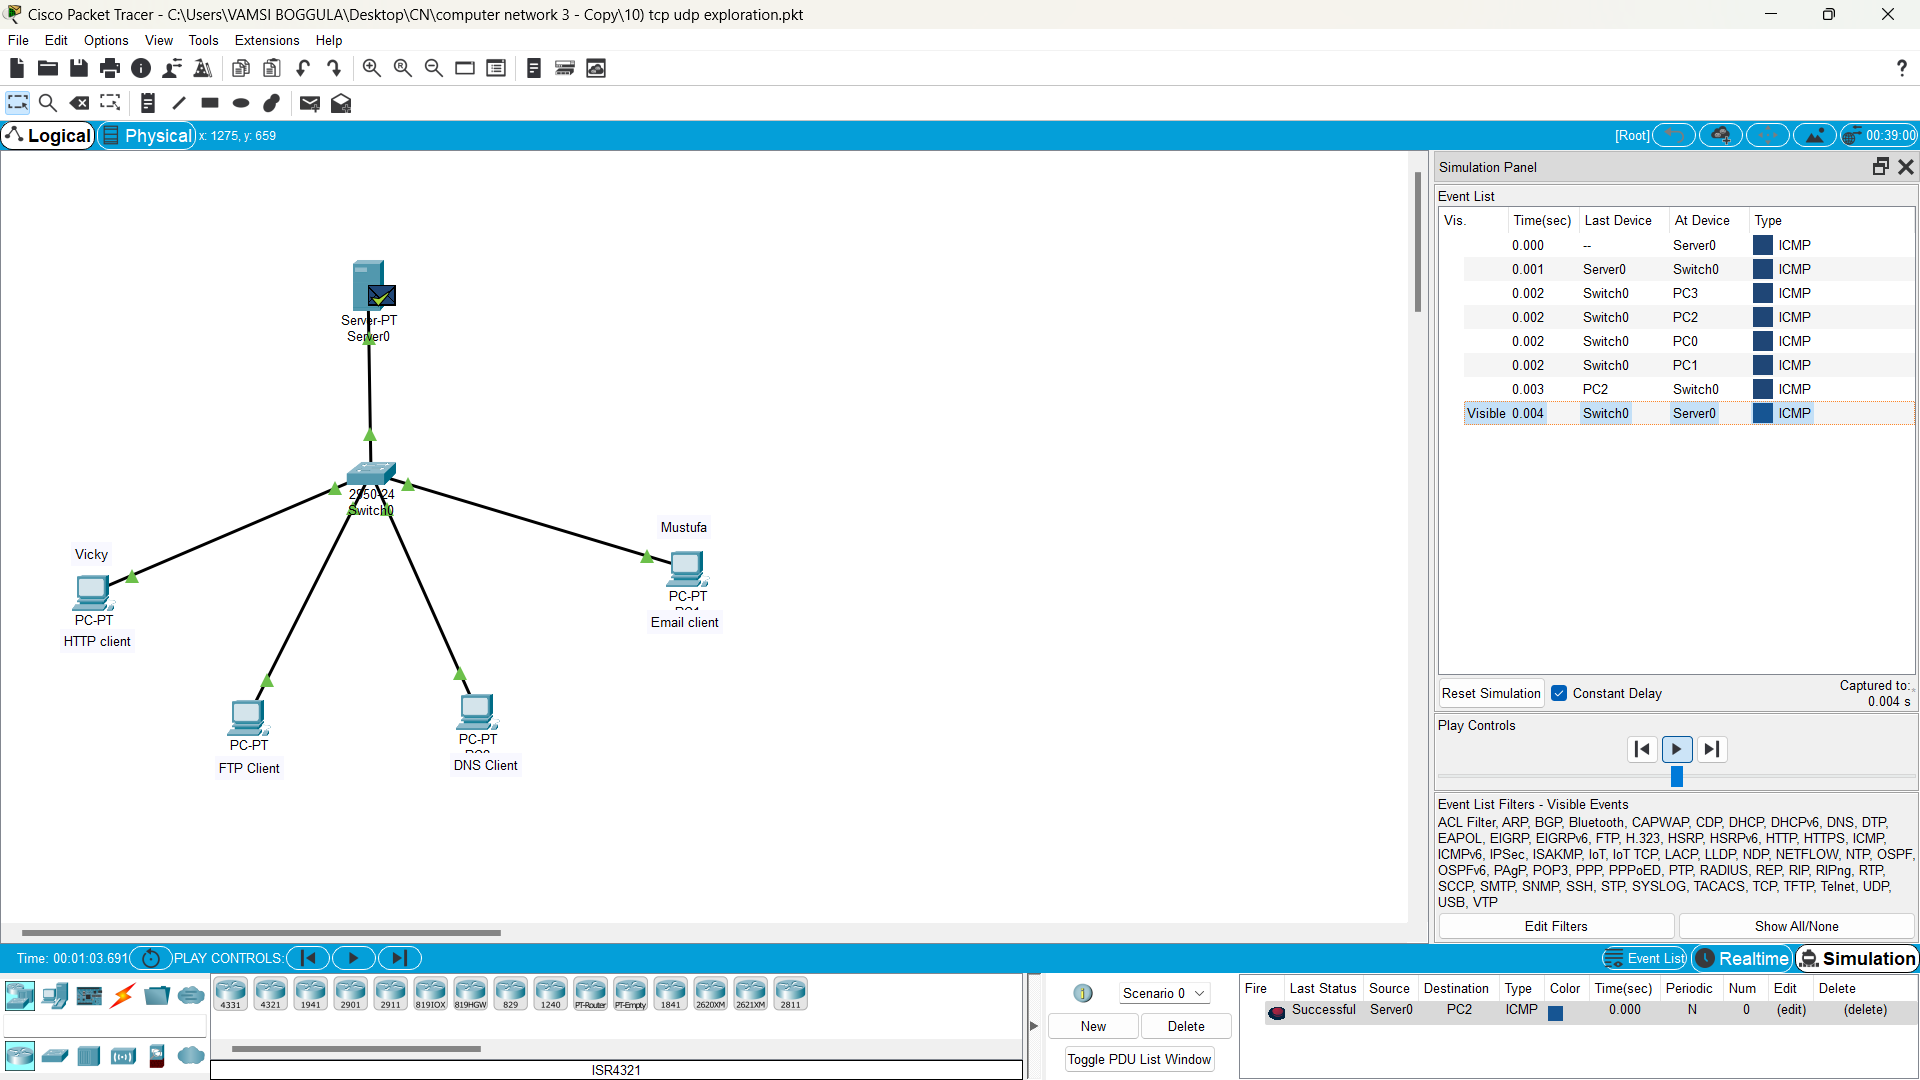 Cisco Packet Tracer - C:\Users\VAMSI BOGGULA\Desktop\CN\computer network 3 - Copy\10) tcp udp exploration.pkt
File Edit Options View Tools Extensions Help
Logical Physical x: 1275, y: 659 [Root] 00:39:00
Server-PT
Server0
2950-24
Switch0
Vicky
PC-PT
HTTP client
PC-PT
FTP Client
PC-PT
DNS Client
Mustufa
PC-PT
PC1
Email client
Simulation Panel
Event List
Vis. Time(sec) Last Device At Device Type
0.000 -- Server0 ICMP
0.001 Server0 Switch0 ICMP
0.002 Switch0 PC3 ICMP
0.002 Switch0 PC2 ICMP
0.002 Switch0 PC0 ICMP
0.002 Switch0 PC1 ICMP
0.003 PC2 Switch0 ICMP
Visible 0.004 Switch0 Server0 ICMP
Reset Simulation Constant Delay Captured to:
0.004 s
Play Controls
Event List Filters - Visible Events
ACL Filter, ARP, BGP, Bluetooth, CAPWAP, CDP, DHCP, DHCPv6, DNS, DTP,
EAPOL, EIGRP, EIGRPv6, FTP, H.323, HSRP, HSRPv6, HTTP, HTTPS, ICMP,
ICMPv6, IPSec, ISAKMP, IoT, IoT TCP, LACP, LLDP, NDP, NETFLOW, NTP, OSPF,
OSPFv6, PAgP, POP3, PPP, PPPoED, PTP, RADIUS, REP, RIP, RIPng, RTP,
SCCP, SMTP, SNMP, SSH, STP, SYSLOG, TACACS, TCP, TFTP, Telnet, UDP,
USB, VTP
Edit Filters Show All/None
Time: 00:01:03.691 PLAY CONTROLS: Event List Realtime Simulation
4331 4321 1941 2901 2911 819IOX 819HGW 829 1240 PT-Router PT-Empty 1841 2620XM 2621XM 2811
ISR4321
Scenario 0
New Delete
Toggle PDU List Window
Fire Last Status Source Destination Type Color Time(sec) Periodic Num Edit Delete
Successful Server0 PC2 ICMP 0.000 N 0 (edit) (delete)